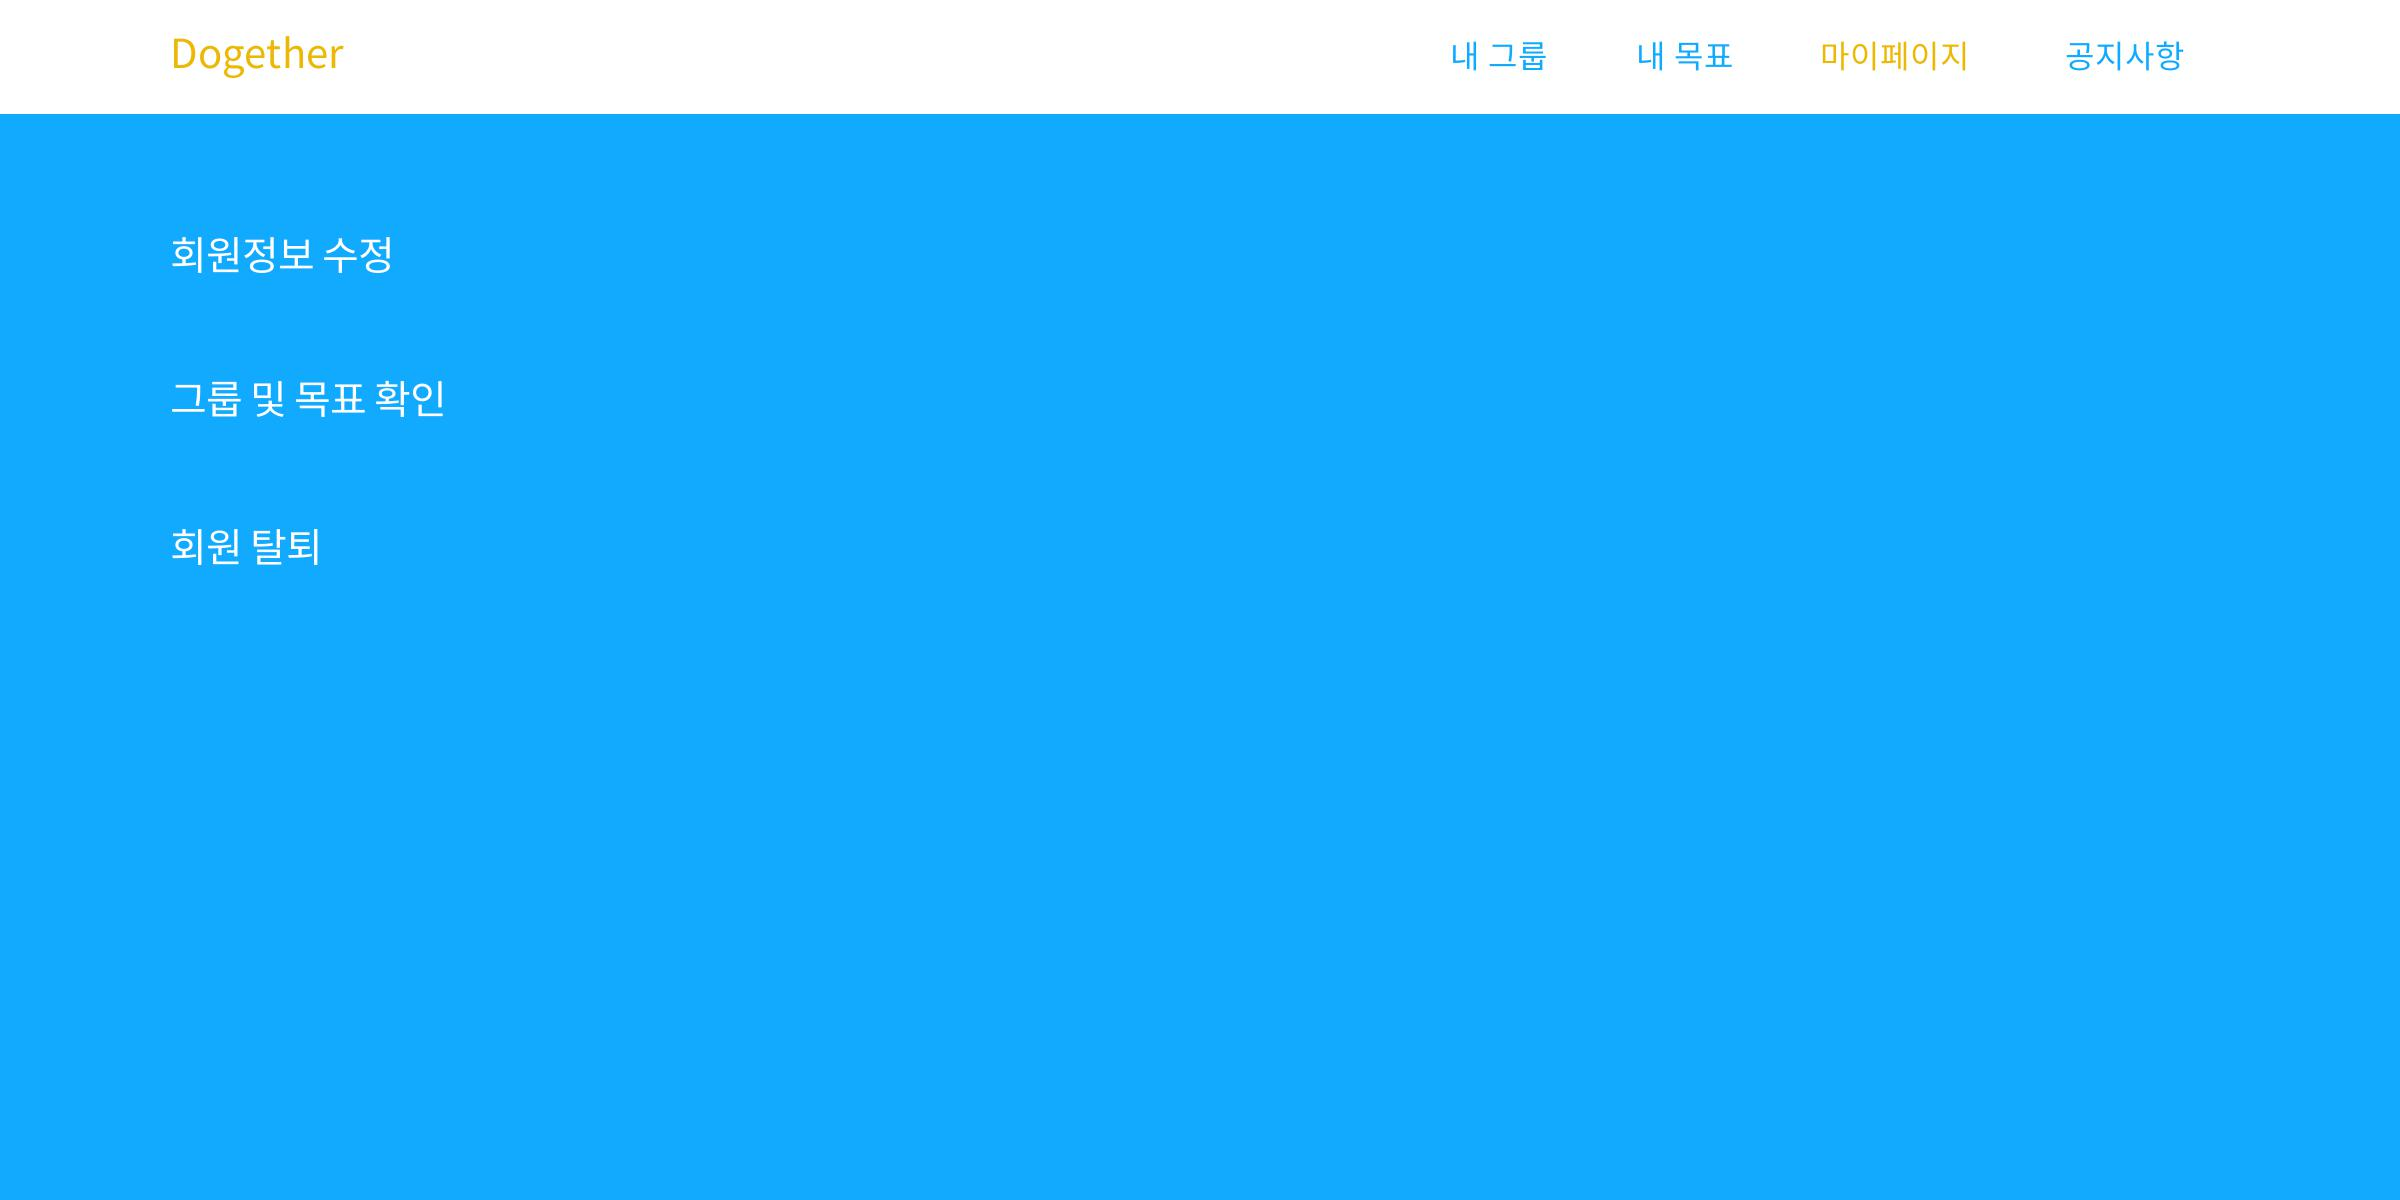 Dogether 내 그룹 내 목표 마이페이지 공지사항
회원정보 수정
그룹 및 목표 확인
회원 탈퇴